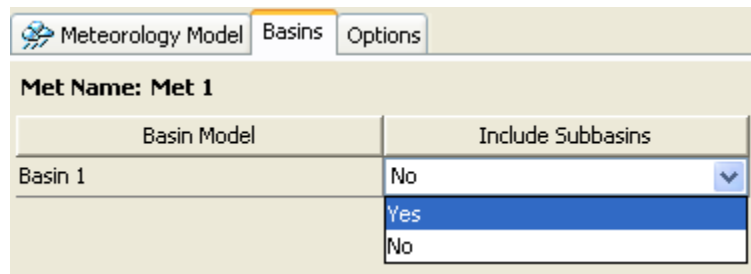 Meteorology Model Basins Options
Met Name: Met 1
Basin Model Include Subbasins
Basin 1 No
Yes
No